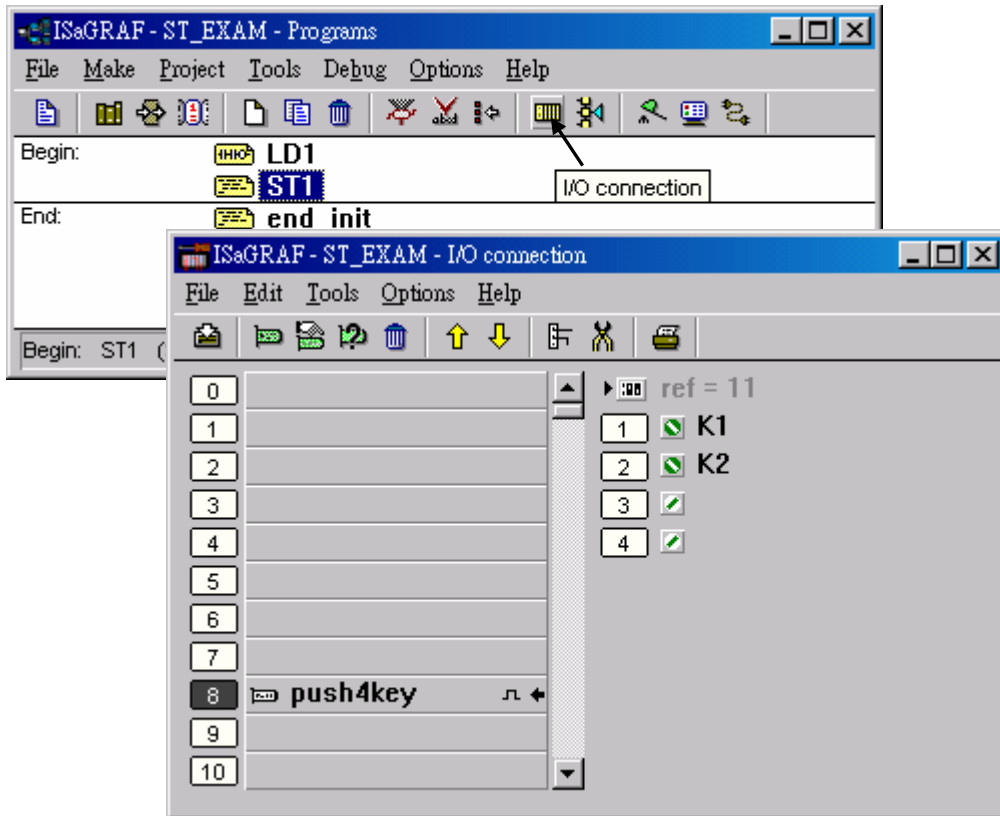 ISaGRAF - ST_EXAM - Programs
File Make Project Tools Debug Options Help
Begin: LD1
ST1
I/O connection
End: end init
Begin: ST1 (
ISaGRAF - ST_EXAM - I/O connection
File Edit Tools Options Help
0
1
2
3
4
5
6
7
8 push4key
9
10
ref = 11
1 K1
2 K2
3
4